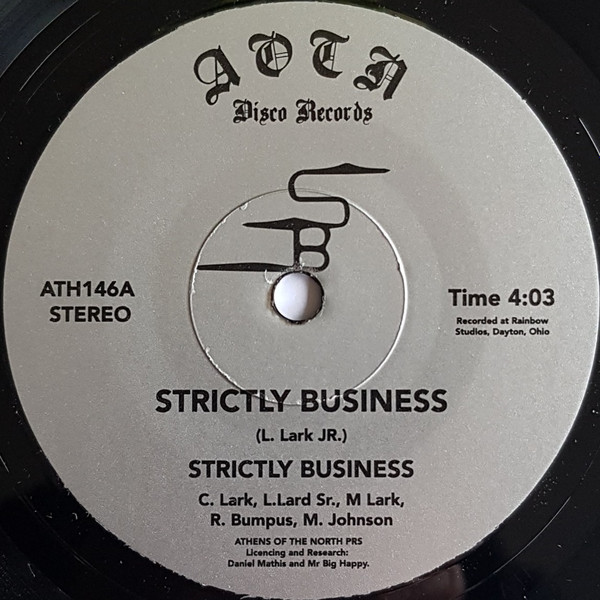 AOTN
Disco Records
SB
ATH146A
STEREO
Time 4:03
Recorded at Rainbow
Studios, Dayton, Ohio
STRICTLY BUSINESS
(L. Lark JR.)
STRICTLY BUSINESS
C. Lark, L.Lard Sr., M Lark,
R. Bumpus, M. Johnson
ATHENS OF THE NORTH PRS
Licencing and Research:
Daniel Mathis and Mr Big Happy.